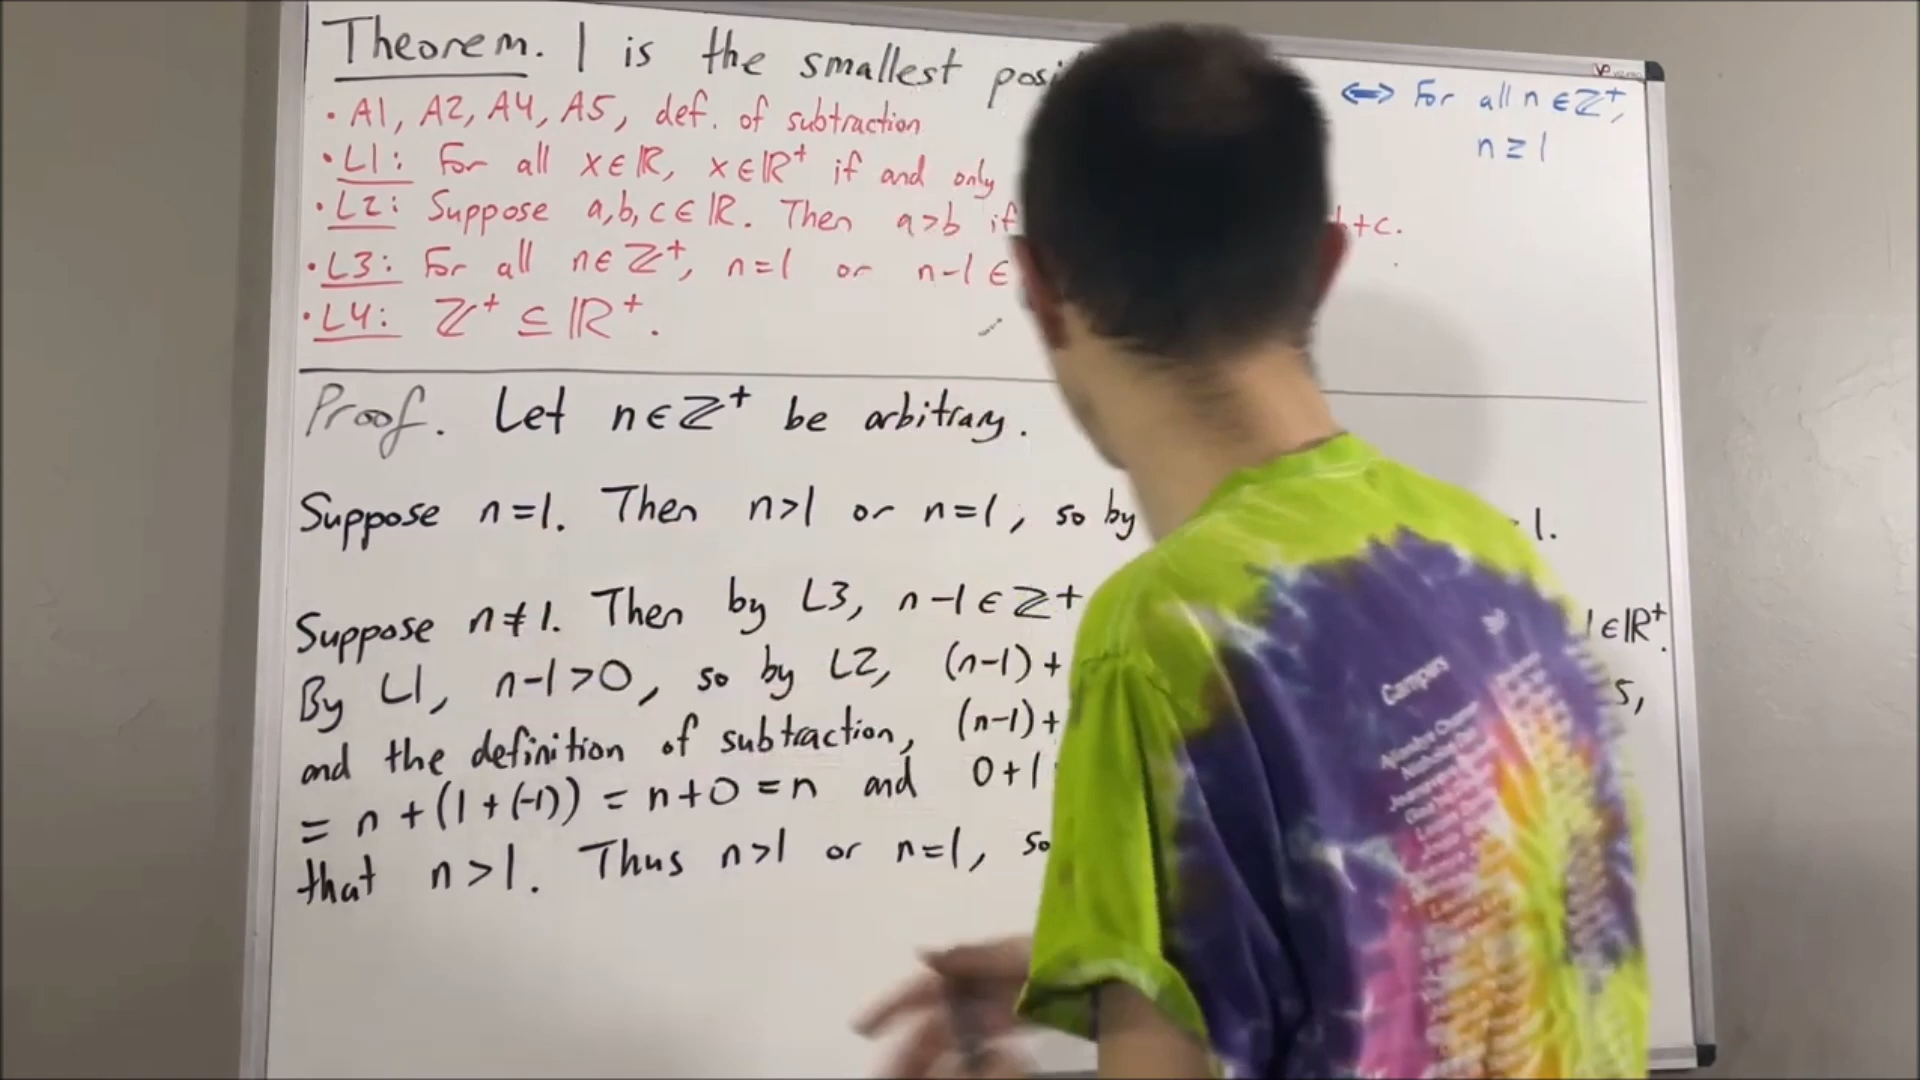 Theorem. 1 is the smallest posi
⟺ For all n ∈ ℤ⁺,
n ≥ 1
• A1, A2, A4, A5, def. of subtraction
• L1: For all x ∈ ℝ, x ∈ ℝ⁺ if and only
• L2: Suppose a, b, c ∈ ℝ. Then a > b if b + c.
• L3: For all n ∈ ℤ⁺, n = 1 or n - 1 ∈
• L4: ℤ⁺ ⊆ ℝ⁺.
Proof. Let n ∈ ℤ⁺ be arbitrary.
Suppose n = 1. Then n > 1 or n = 1, so by 1.
Suppose n ≠ 1. Then by L3, n - 1 ∈ ℤ⁺ 1 ∈ ℝ⁺.
By L1, n - 1 > 0, so by L2, (n - 1) + 5,
and the definition of subtraction, (n - 1) +
= n + (1 + (-1)) = n + 0 = n and 0 + 1
that n > 1. Thus n > 1 or n = 1, so
Campers